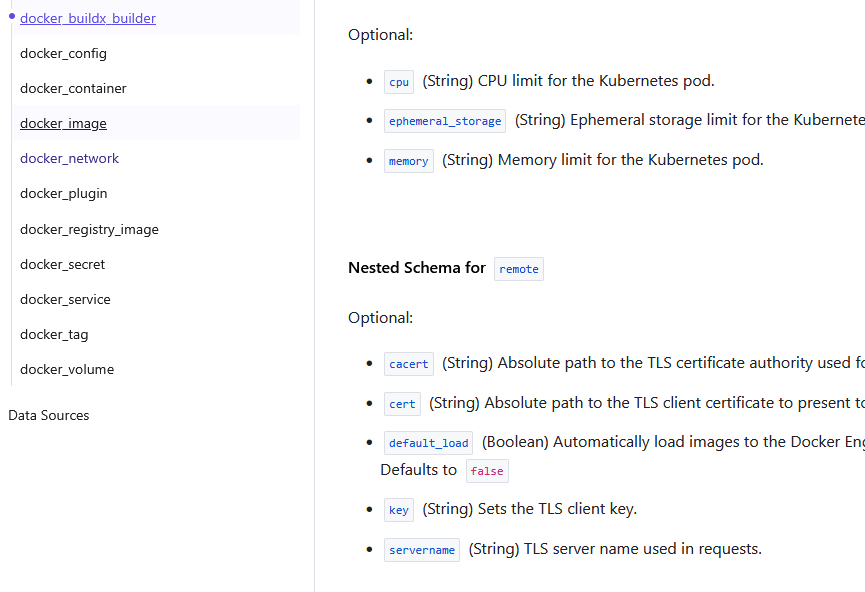 docker_buildx_builder
docker_config
docker_container
docker_image
docker_network
docker_plugin
docker_registry_image
docker_secret
docker_service
docker_tag
docker_volume
Data Sources
Optional:
cpu (String) CPU limit for the Kubernetes pod.
ephemeral_storage (String) Ephemeral storage limit for the Kubernete
memory (String) Memory limit for the Kubernetes pod.
Nested Schema for remote
Optional:
cacert (String) Absolute path to the TLS certificate authority used fo
cert (String) Absolute path to the TLS client certificate to present to
default_load (Boolean) Automatically load images to the Docker Eng
Defaults to false
key (String) Sets the TLS client key.
servername (String) TLS server name used in requests.